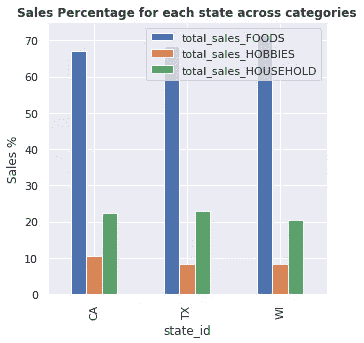 Sales Percentage for each state across categories
total_sales_FOODS
total_sales_HOBBIES
total_sales_HOUSEHOLD
Sales %
70
60
50
40
30
20
10
0
CA
TX
WI
state_id